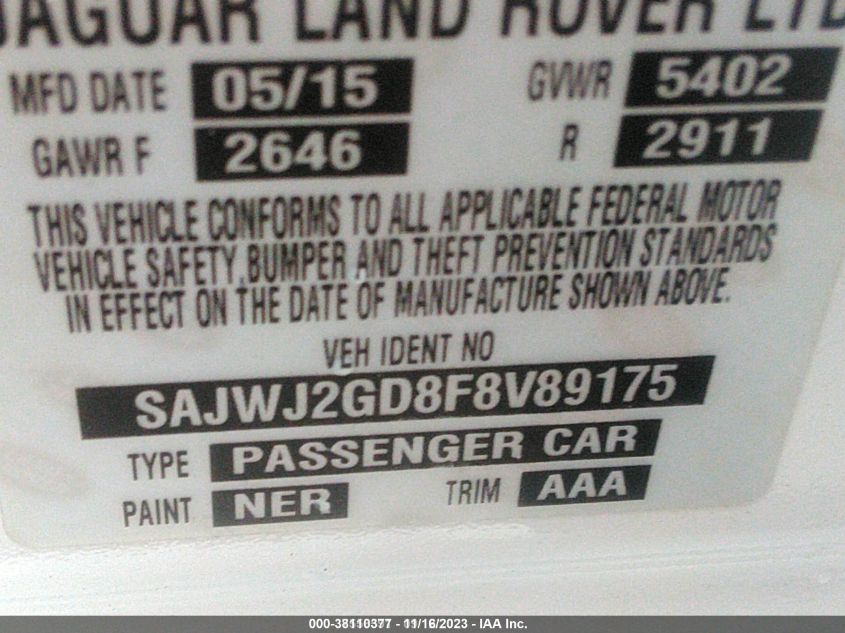 JAGUAR LAND ROVER LTD
MFD DATE 05/15 GVWR 5402
GAWR F 2646 R 2911
THIS VEHICLE CONFORMS TO ALL APPLICABLE FEDERAL MOTOR
VEHICLE SAFETY, BUMPER AND THEFT PREVENTION STANDARDS
IN EFFECT ON THE DATE OF MANUFACTURE SHOWN ABOVE.
VEH IDENT NO
SAJWJ2GD8F8V89175
TYPE PASSENGER CAR
PAINT NER TRIM AAA
000-38110377 - 11/16/2023 - IAA Inc.